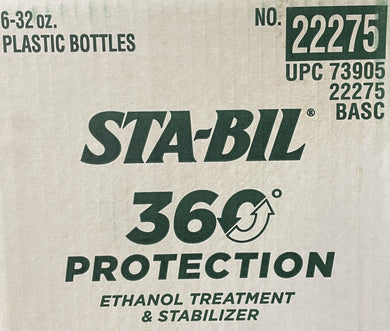 6-32 oz.
PLASTIC BOTTLES
NO. 22275
UPC 73905
22275
BASC
STA-BIL®
360°
PROTECTION
ETHANOL TREATMENT
& STABILIZER